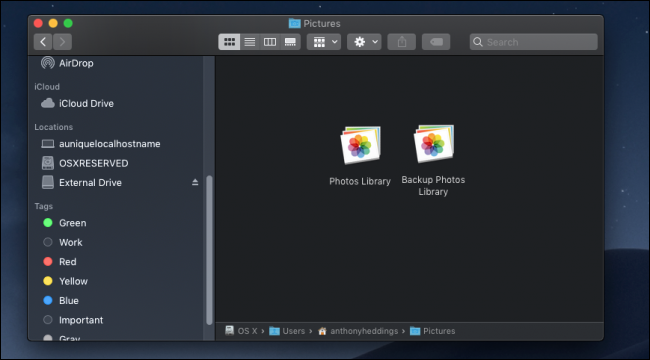 Pictures
Search
AirDrop
iCloud
iCloud Drive
Locations
auniquelocalhostname
OSXRESERVED
External Drive
Tags
Green
Work
Red
Yellow
Blue
Important
Gray
Photos Library
Backup Photos
Library
OS X › Users › anthonyheddings › Pictures